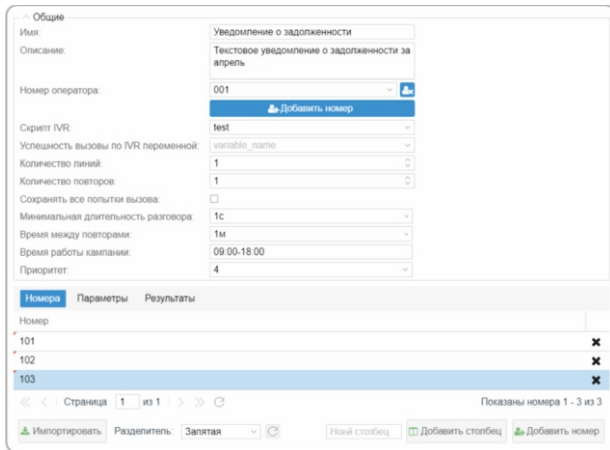 Общие
Имя: Уведомление о задолженности
Описание: Текстовое уведомление о задолженности за
апрель
Номер оператора: 001
Добавить номер
Скрипт IVR: test
Успешность вызовы по IVR переменной: variable_name
Количество линий: 1
Количество повторов: 1
Сохранять все попытки вызова:
Минимальная длительность разговора: 1с
Время между повторами: 1м
Время работы кампании: 09:00-18:00
Приоритет: 4
Номера Параметры Результаты
Номер
101
102
103
Страница 1 из 1 Показаны номера 1 - 3 из 3
Импортировать Разделитель: Запятая Ноей столбец Добавить столбец Добавить номер